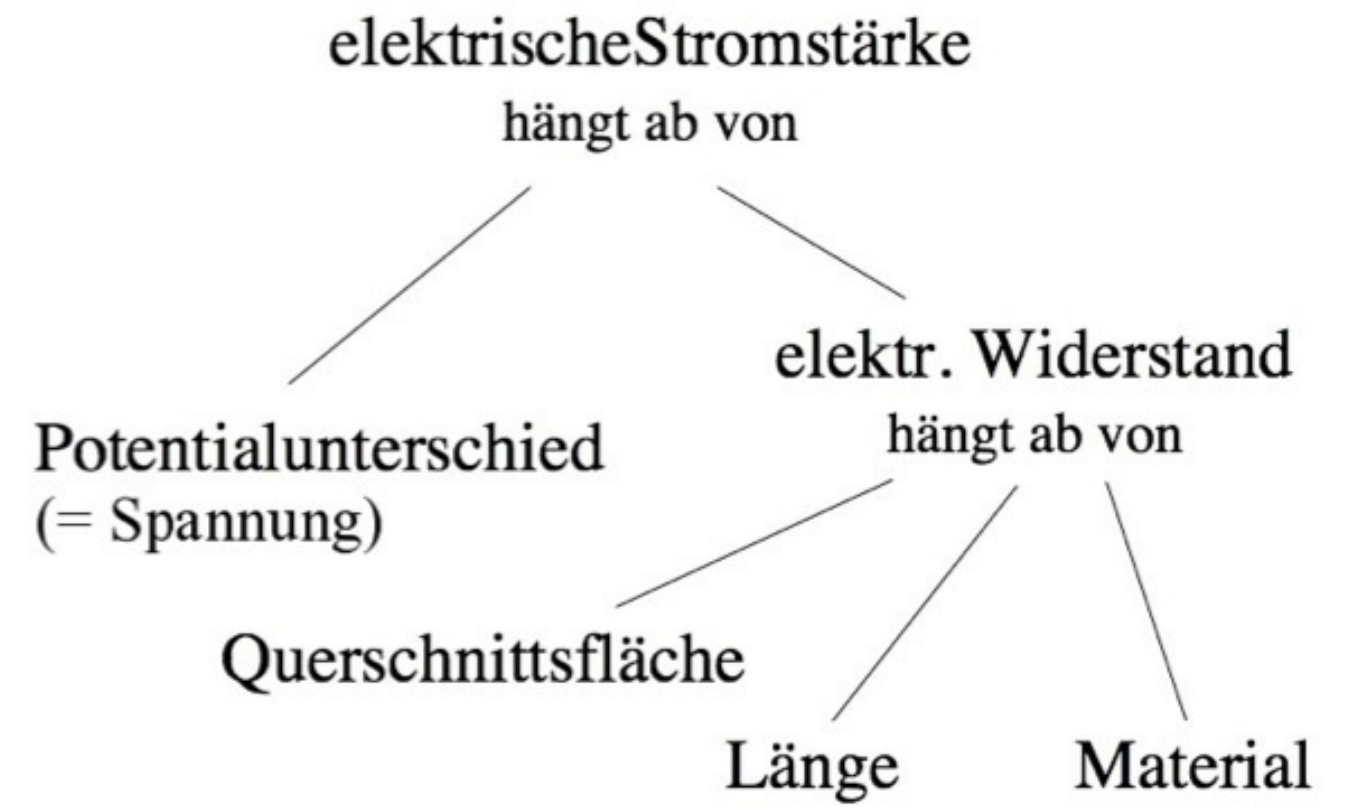 elektrischeStromstärke
hängt ab von
elektr. Widerstand
hängt ab von
Potentialunterschied
(= Spannung)
Querschnittsfläche
Länge
Material